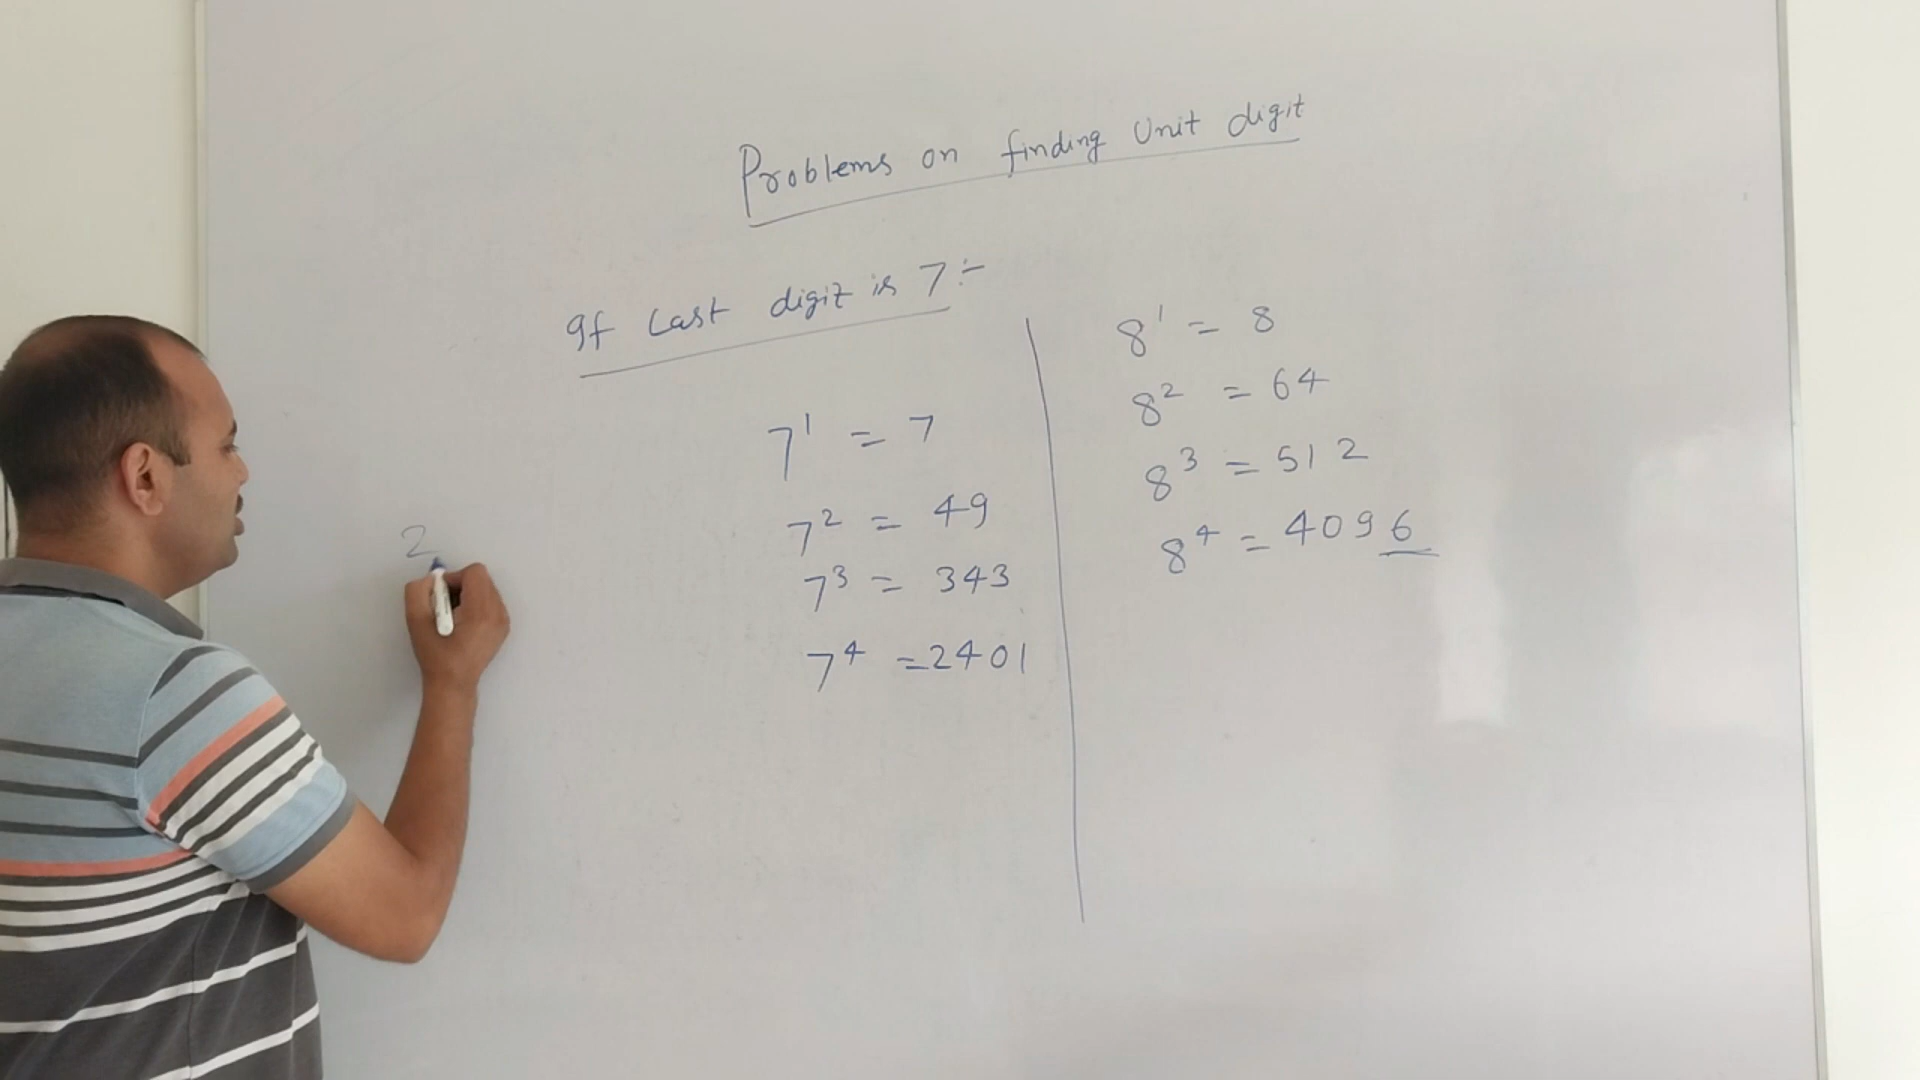 Problems on finding Unit digit
If Last digit is 7 :-
7¹ = 7
7² = 49
7³ = 343
7⁴ = 2401
8¹ = 8
8² = 64
8³ = 512
8⁴ = 4096
2